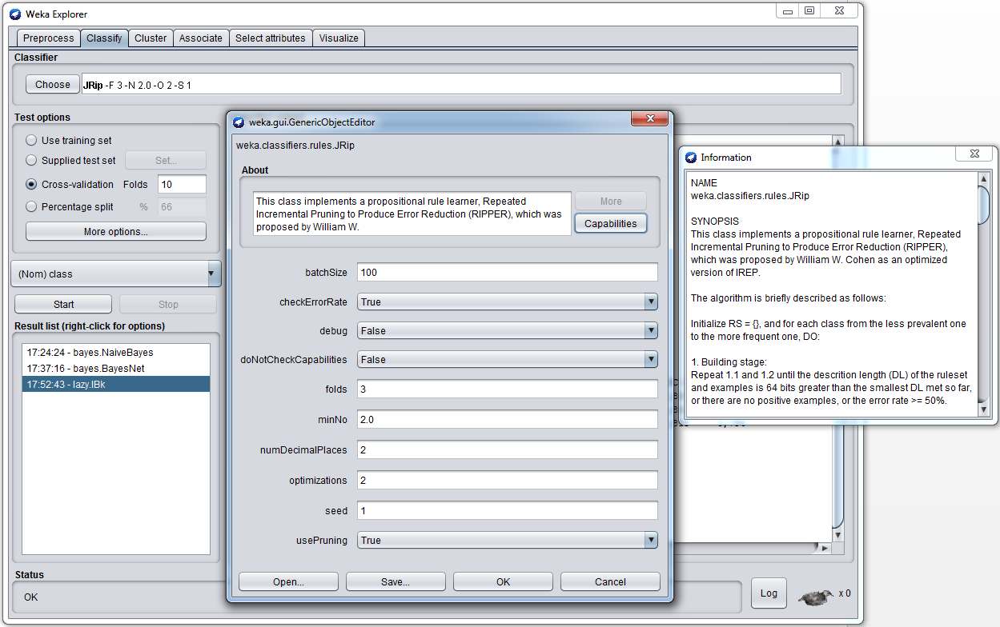 Weka Explorer
Preprocess Classify Cluster Associate Select attributes Visualize
Classifier
Choose JRip -F 3 -N 2.0 -O 2 -S 1
Test options
Use training set
Supplied test set Set...
Cross-validation Folds 10
Percentage split % 66
More options...
(Nom) class
Start Stop
Result list (right-click for options)
17:24:24 - bayes.NaiveBayes
17:37:16 - bayes.BayesNet
17:52:43 - lazy.IBk
Status
OK
Log x 0
weka.gui.GenericObjectEditor
weka.classifiers.rules.JRip
About
This class implements a propositional rule learner, Repeated
Incremental Pruning to Produce Error Reduction (RIPPER), which was
proposed by William W.
More
Capabilities
batchSize 100
checkErrorRate True
debug False
doNotCheckCapabilities False
folds 3
minNo 2.0
numDecimalPlaces 2
optimizations 2
seed 1
usePruning True
Open... Save... OK Cancel
Information
NAME
weka.classifiers.rules.JRip
SYNOPSIS
This class implements a propositional rule learner, Repeated
Incremental Pruning to Produce Error Reduction (RIPPER),
which was proposed by William W. Cohen as an optimized
version of IREP.
The algorithm is briefly described as follows:
Initialize RS = {}, and for each class from the less prevalent one
to the more frequent one, DO:
1. Building stage:
Repeat 1.1 and 1.2 until the descrition length (DL) of the ruleset
and examples is 64 bits greater than the smallest DL met so far,
or there are no positive examples, or the error rate >= 50%.